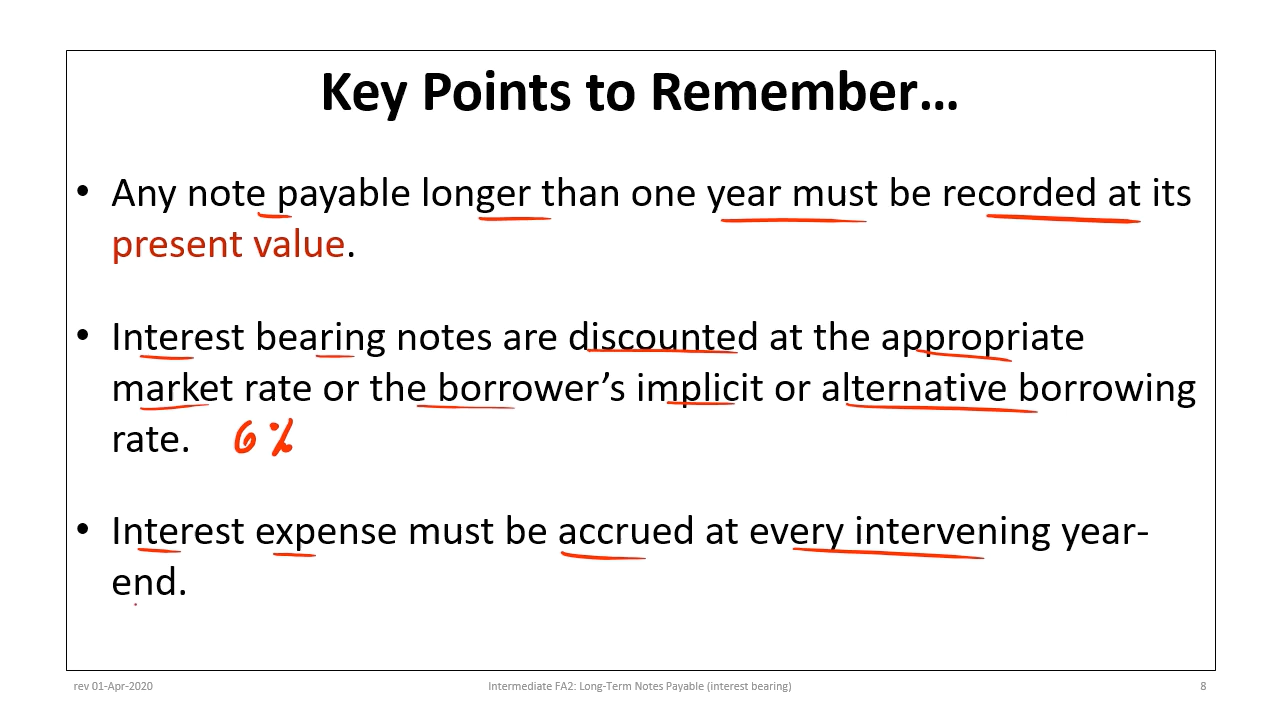 Key Points to Remember…
• Any note payable longer than one year must be recorded at its
present value.
• Interest bearing notes are discounted at the appropriate
market rate or the borrower’s implicit or alternative borrowing
rate. 6%
• Interest expense must be accrued at every intervening year-
end.
rev 01-Apr-2020 Intermediate FA2: Long-Term Notes Payable (interest bearing) 8